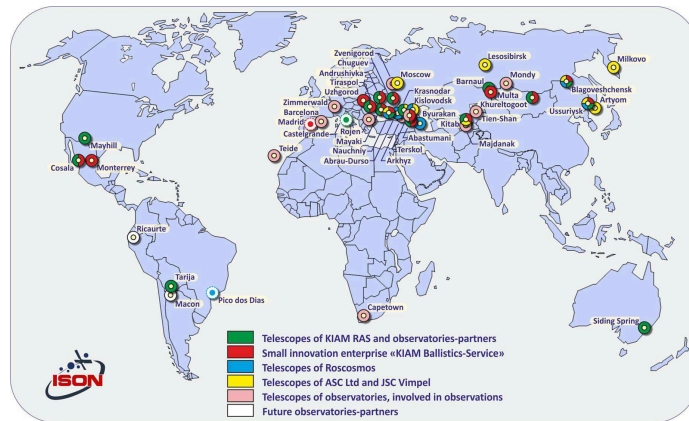 Zvenigorod
Chuguev
Andrushivka
Tiraspol
Uzhgorod
Zimmerwald
Barcelona
Madrid
Castelgrande
Teide
Rojen
Mayaki
Nauchniy
Abrau-Durso
Moscow
Krasnodar
Kislovodsk
Byurakan
Abastumani
Terskol
Arkhyz
Lesosibirsk
Milkovo
Barnaul
Mondy
Multa
Khureltogoot
Blagoveshchensk
Artyom
Ussuriysk
Kitab
Tien-Shan
Majdanak
Mayhill
Cosala
Monterrey
Ricaurte
Tarija
Macon
Pico dos Dias
Capetown
Siding Spring
ISON
Telescopes of KIAM RAS and observatories-partners
Small innovation enterprise «KIAM Ballistics-Service»
Telescopes of Roscosmos
Telescopes of ASC Ltd and JSC Vimpel
Telescopes of observatories, involved in observations
Future observatories-partners